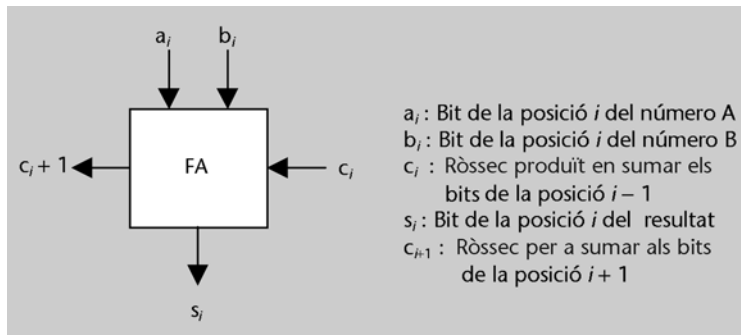 a_i b_i
c_i + 1 FA c_i
s_i
a_i : Bit de la posició i del número A
b_i : Bit de la posició i del número B
c_i : Ròssec produït en sumar els
bits de la posició i – 1
s_i : Bit de la posició i del resultat
c_{i+1} : Ròssec per a sumar als bits
de la posició i + 1